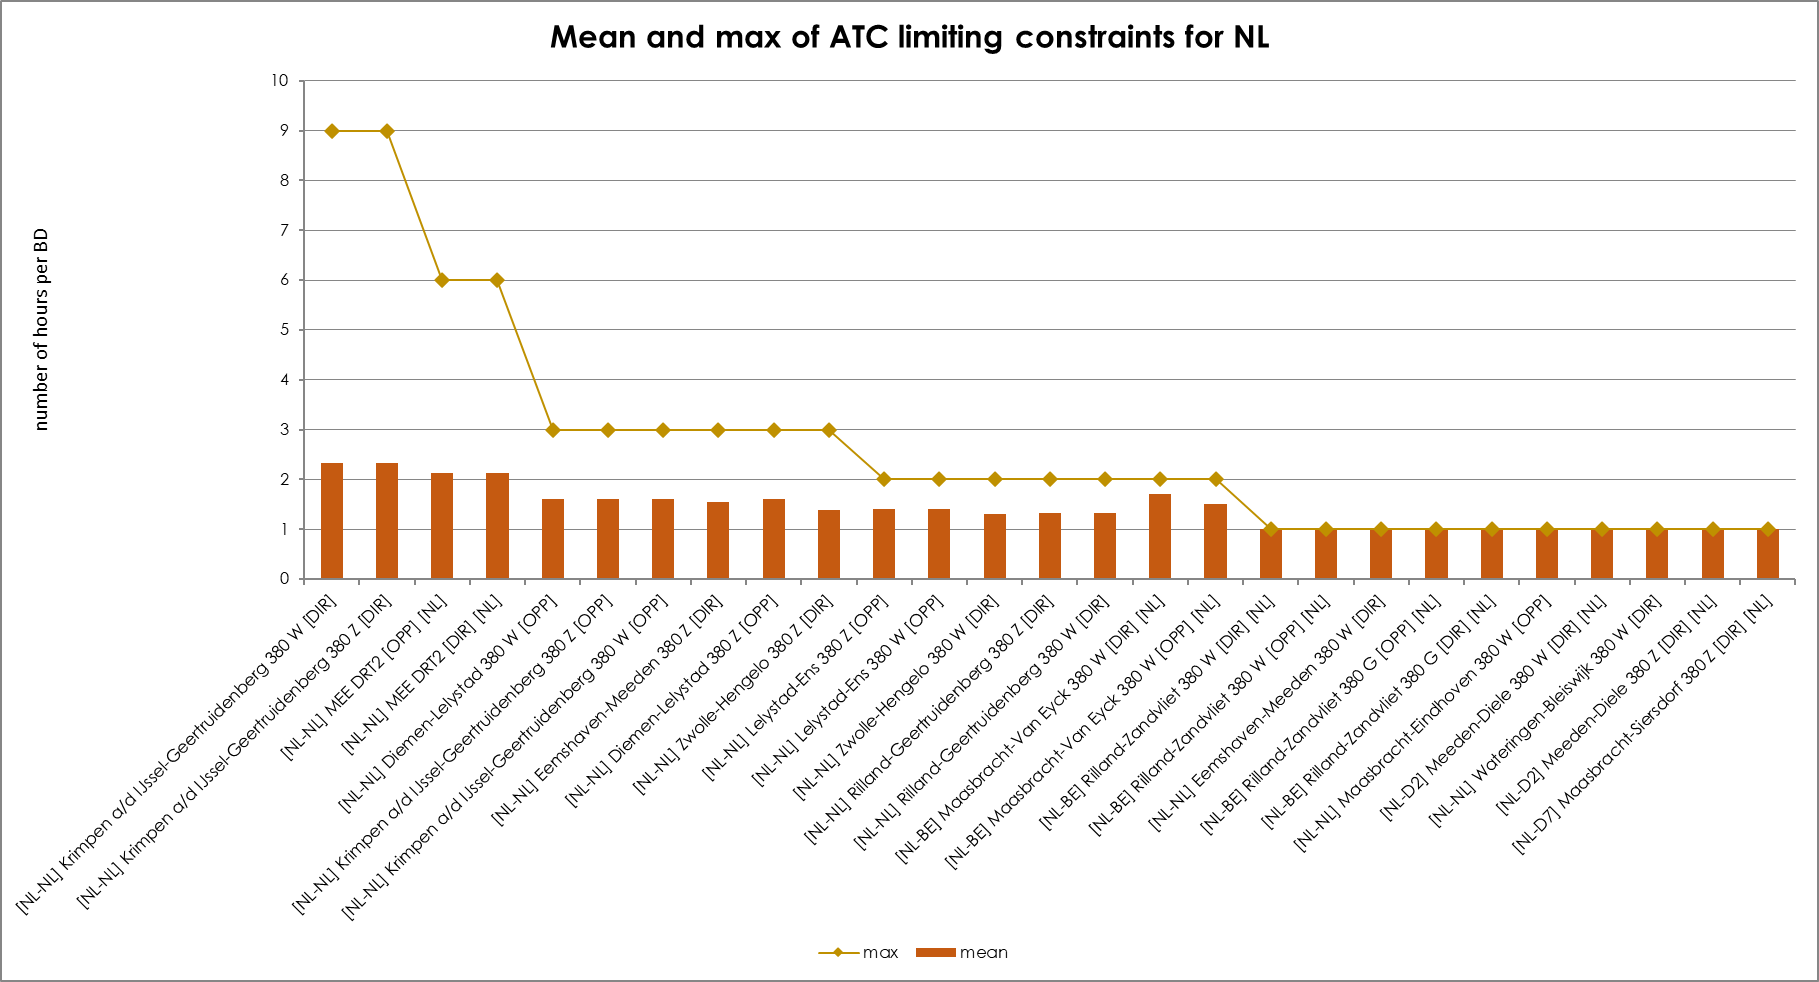 Mean and max of ATC limiting constraints for NL
number of hours per BD
10
9
8
7
6
5
4
3
2
1
0
[NL-NL] Krimpen a/d IJssel-Geertruidenberg 380 W [DIR]
[NL-NL] Krimpen a/d IJssel-Geertruidenberg 380 Z [DIR]
[NL-NL] MEE DRT2 [OPP] [NL]
[NL-NL] MEE DRT2 [DIR] [NL]
[NL-NL] Diemen-Lelystad 380 W [OPP]
[NL-NL] Krimpen a/d IJssel-Geertruidenberg 380 Z [OPP]
[NL-NL] Krimpen a/d IJssel-Geertruidenberg 380 W [OPP]
[NL-NL] Eemshaven-Meeden 380 Z [DIR]
[NL-NL] Diemen-Lelystad 380 Z [OPP]
[NL-NL] Zwolle-Hengelo 380 Z [DIR]
[NL-NL] Lelystad-Ens 380 Z [OPP]
[NL-NL] Lelystad-Ens 380 W [OPP]
[NL-NL] Zwolle-Hengelo 380 W [DIR]
[NL-NL] Rilland-Geertruidenberg 380 Z [DIR]
[NL-NL] Rilland-Geertruidenberg 380 W [DIR]
[NL-BE] Maasbracht-Van Eyck 380 W [DIR] [NL]
[NL-BE] Maasbracht-Van Eyck 380 W [OPP] [NL]
[NL-BE] Rilland-Zandvliet 380 W [DIR] [NL]
[NL-BE] Rilland-Zandvliet 380 W [OPP] [NL]
[NL-NL] Eemshaven-Meeden 380 W [DIR]
[NL-BE] Rilland-Zandvliet 380 G [OPP] [NL]
[NL-BE] Rilland-Zandvliet 380 G [DIR] [NL]
[NL-NL] Maasbracht-Eindhoven 380 W [OPP]
[NL-D2] Meeden-Diele 380 W [DIR] [NL]
[NL-NL] Wateringen-Bleiswijk 380 W [DIR]
[NL-D2] Meeden-Diele 380 Z [DIR] [NL]
[NL-D7] Maasbracht-Siersdorf 380 Z [DIR] [NL]
max
mean